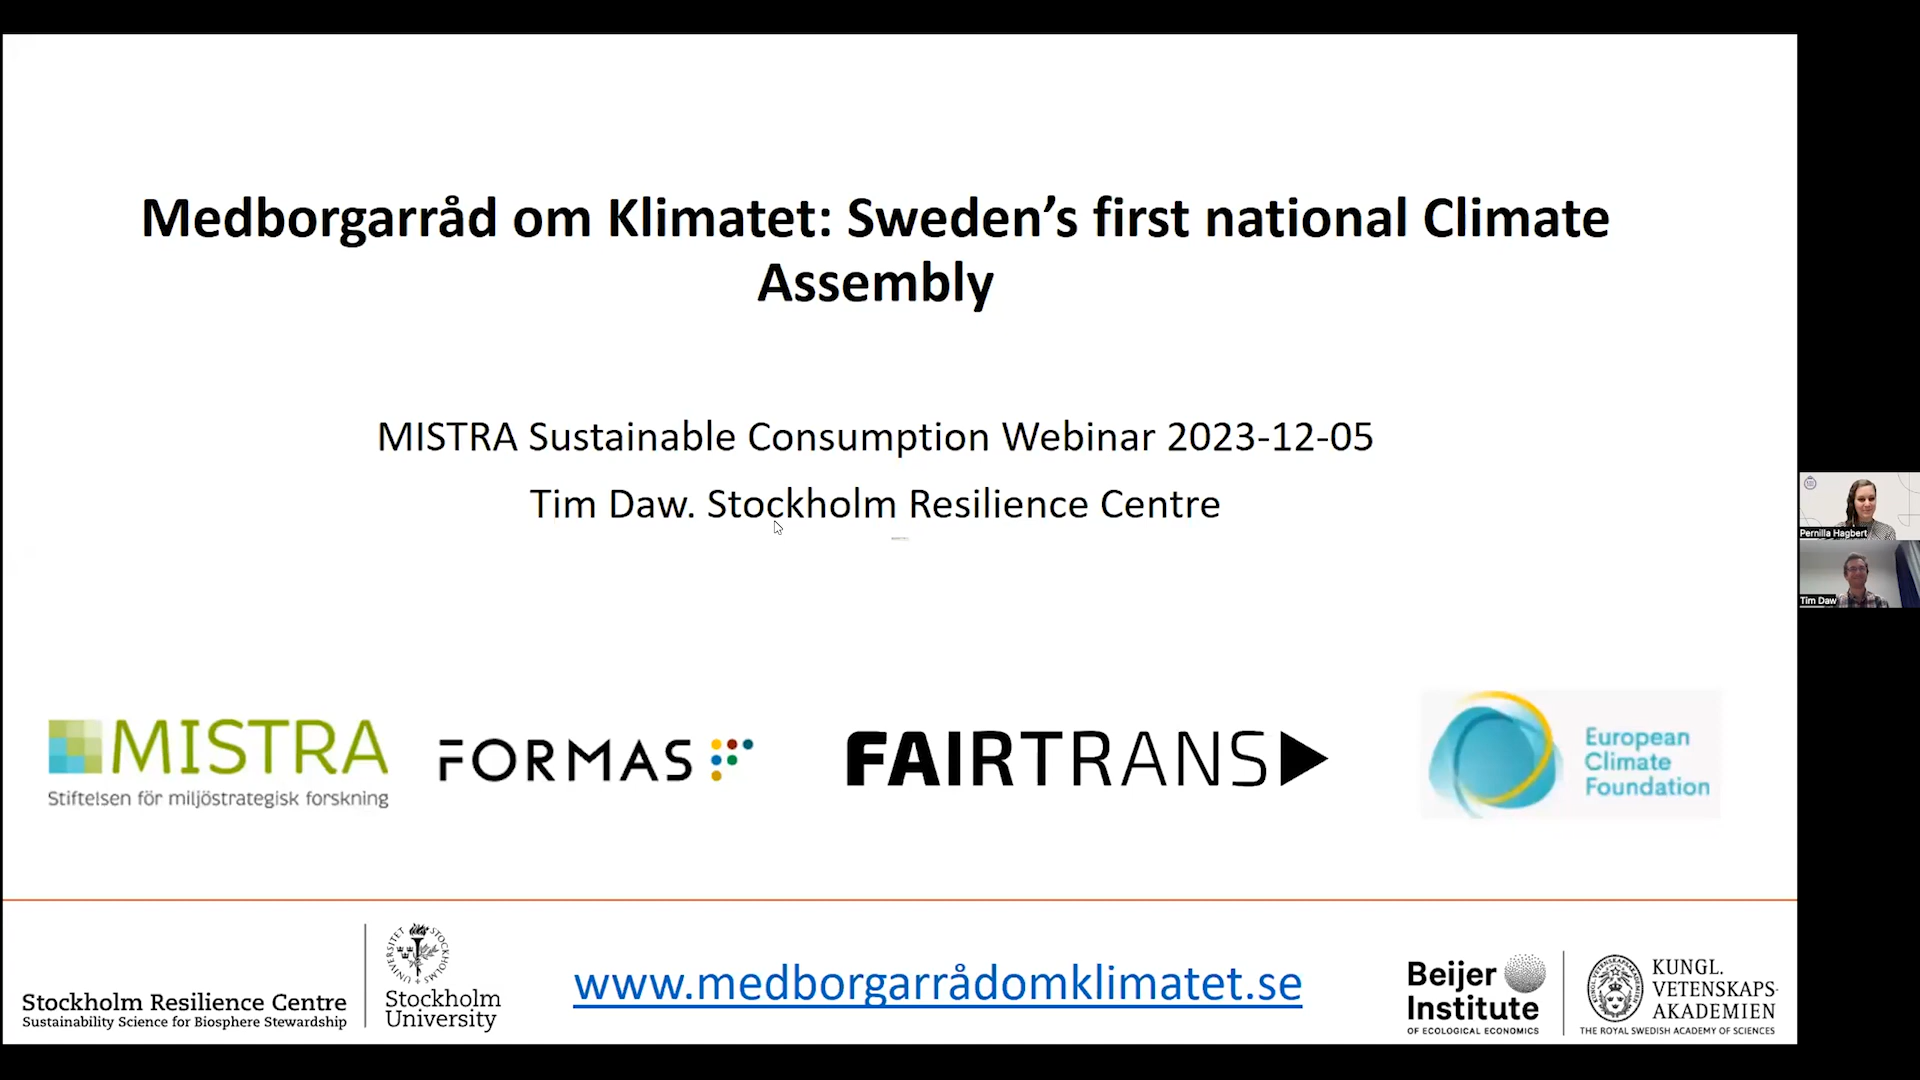 Medborgarråd om Klimatet: Sweden’s first national Climate
Assembly
MISTRA Sustainable Consumption Webinar 2023-12-05
Tim Daw. Stockholm Resilience Centre
Pernilla Hagbert
Tim Daw
MISTRA
Stiftelsen för miljöstrategisk forskning
FORMAS
FAIRTRANS
European
Climate
Foundation
Stockholm Resilience Centre
Sustainability Science for Biosphere Stewardship
Stockholm
University
www.medborgarrådomklimatet.se
Beijer
Institute
OF ECOLOGICAL ECONOMICS
KUNGL.
VETENSKAPS-
AKADEMIEN
THE ROYAL SWEDISH ACADEMY OF SCIENCES